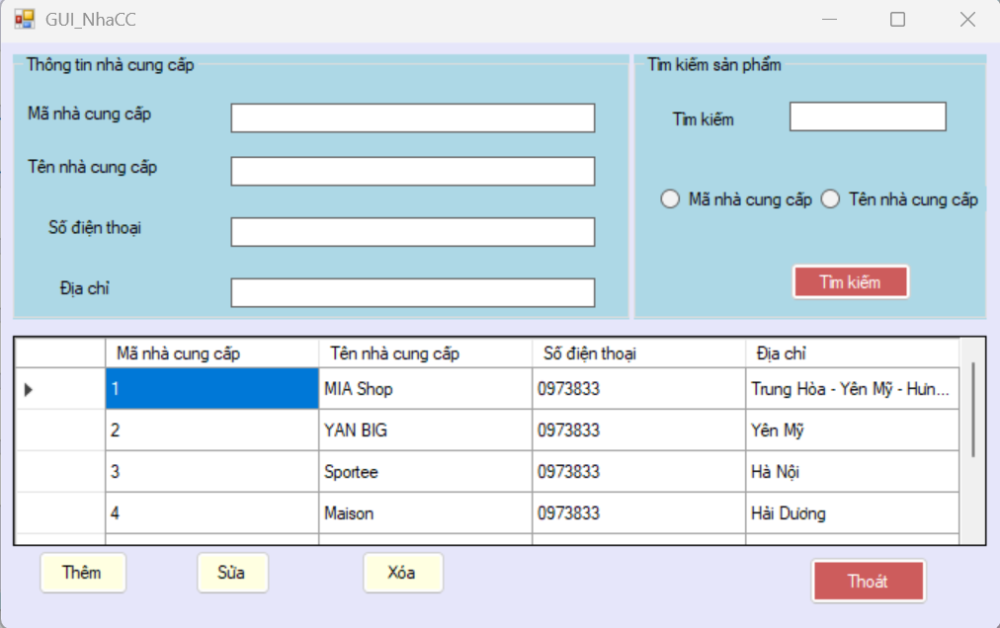 GUI_NhaCC
Thông tin nhà cung cấp
Mã nhà cung cấp
Tên nhà cung cấp
Số điện thoại
Địa chỉ
Tìm kiếm sản phẩm
Tìm kiếm
Mã nhà cung cấp Tên nhà cung cấp
Tìm kiếm
Mã nhà cung cấp Tên nhà cung cấp Số điện thoại Địa chỉ
1 MIA Shop 0973833 Trung Hòa - Yên Mỹ - Hưn...
2 YAN BIG 0973833 Yên Mỹ
3 Sportee 0973833 Hà Nội
4 Maison 0973833 Hải Dương
Thêm Sửa Xóa Thoát